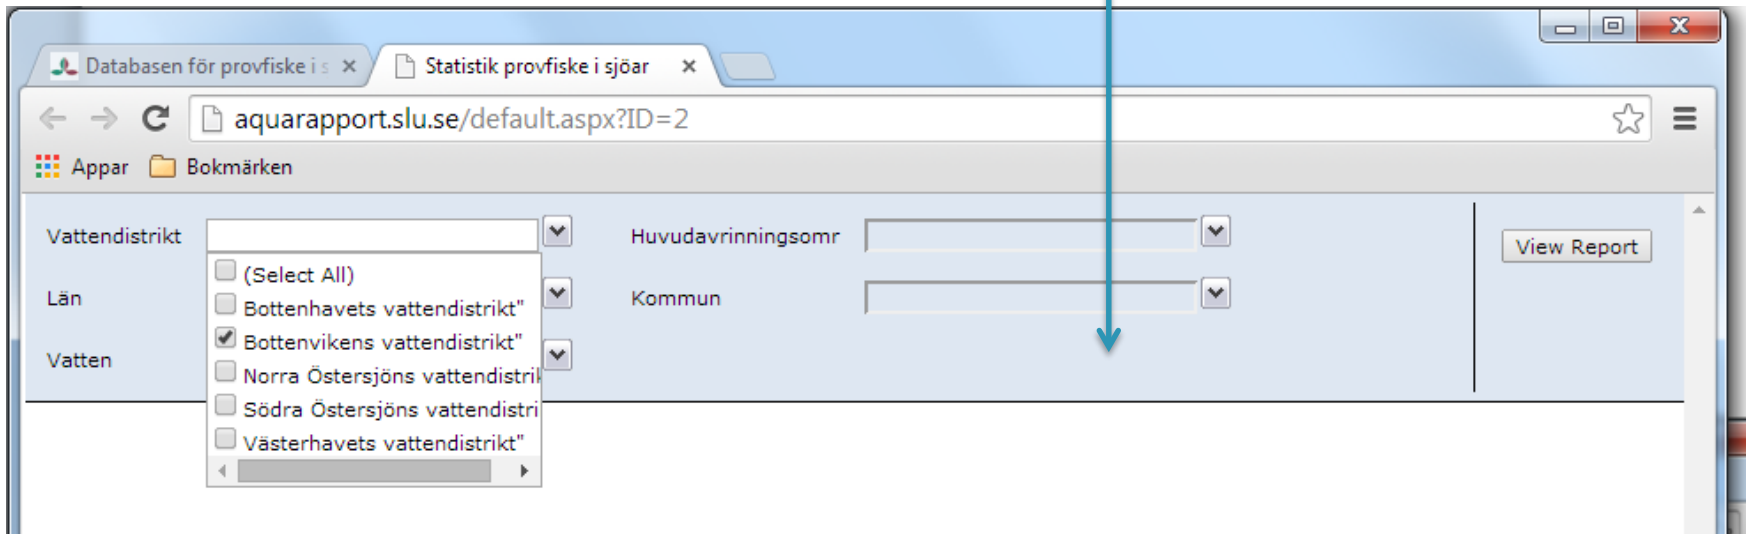 Databasen för provfiske i s
Statistik provfiske i sjöar
aquarapport.slu.se/default.aspx?ID=2
Appar Bokmärken
Vattendistrikt
Huvudavrinningsomr
View Report
(Select All)
Län
Kommun
Bottenhavets vattendistrikt"
Bottenvikens vattendistrikt"
Vatten
Norra Östersjöns vattendistrik
Södra Östersjöns vattendistri
Västerhavets vattendistrikt"